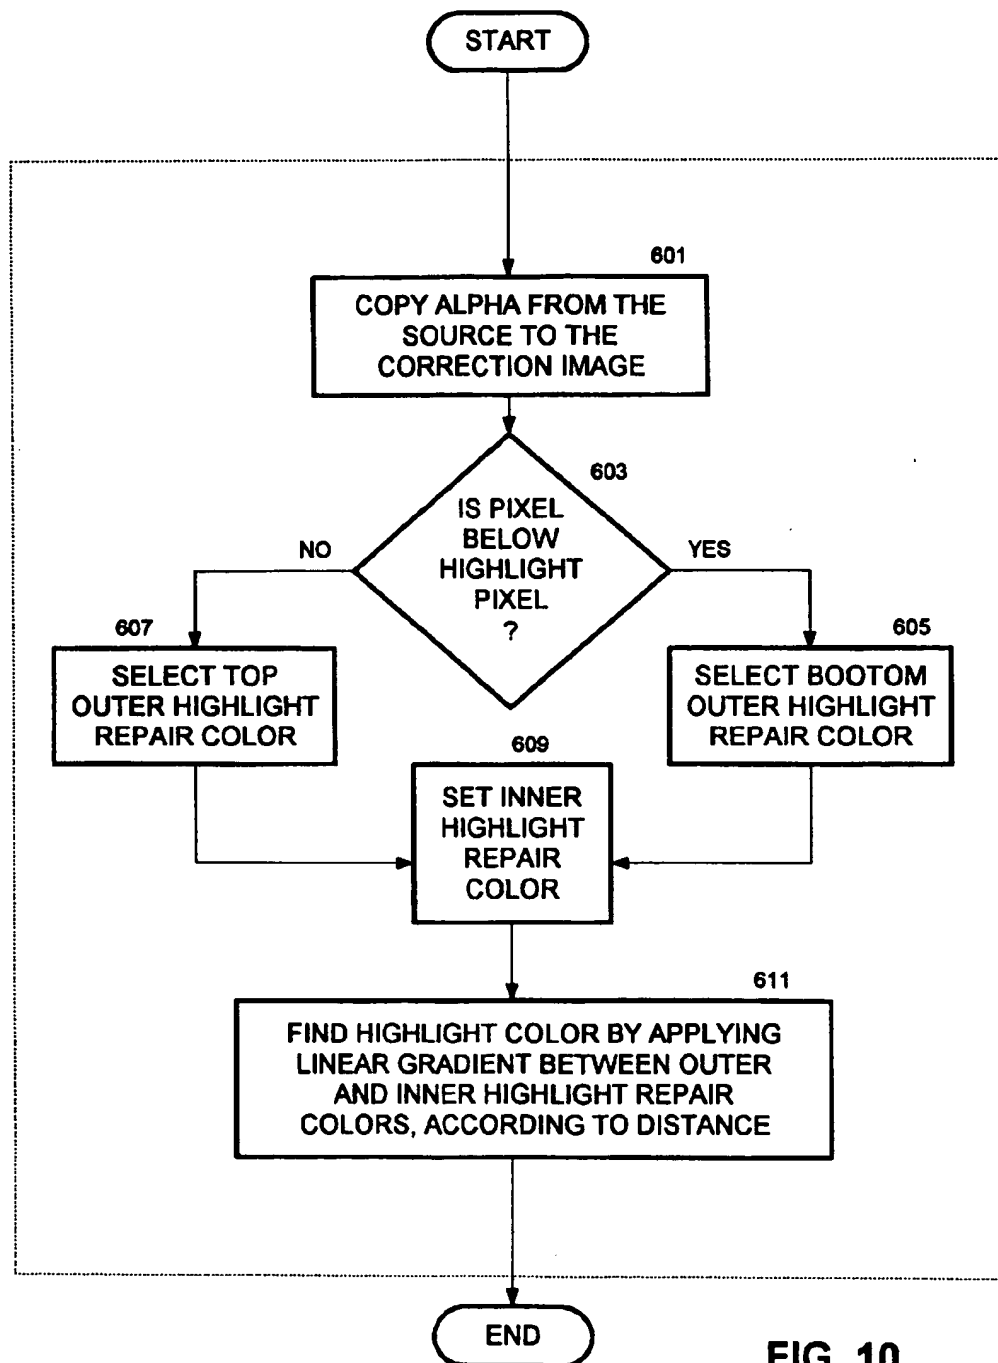 START
601
COPY ALPHA FROM THE
SOURCE TO THE
CORRECTION IMAGE
603
IS PIXEL
BELOW
HIGHLIGHT
PIXEL
?
NO
YES
607
SELECT TOP
OUTER HIGHLIGHT
REPAIR COLOR
605
SELECT BOOTOM
OUTER HIGHLIGHT
REPAIR COLOR
609
SET INNER
HIGHLIGHT
REPAIR
COLOR
611
FIND HIGHLIGHT COLOR BY APPLYING
LINEAR GRADIENT BETWEEN OUTER
AND INNER HIGHLIGHT REPAIR
COLORS, ACCORDING TO DISTANCE
END
FIG. 10